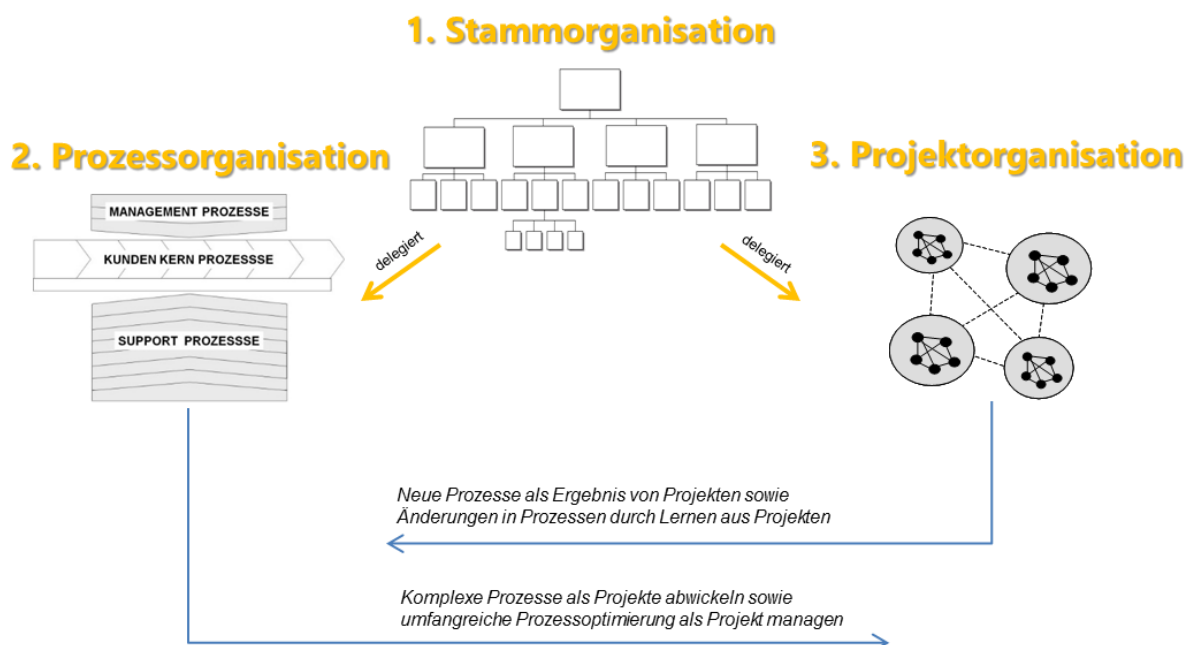 1. Stammorganisation
2. Prozessorganisation
3. Projektorganisation
MANAGEMENT PROZESSE
KUNDEN KERN PROZESSSE
SUPPORT PROZESSSE
delegiert
delegiert
Neue Prozesse als Ergebnis von Projekten sowie
Änderungen in Prozessen durch Lernen aus Projekten
Komplexe Prozesse als Projekte abwickeln sowie
umfangreiche Prozessoptimierung als Projekt managen